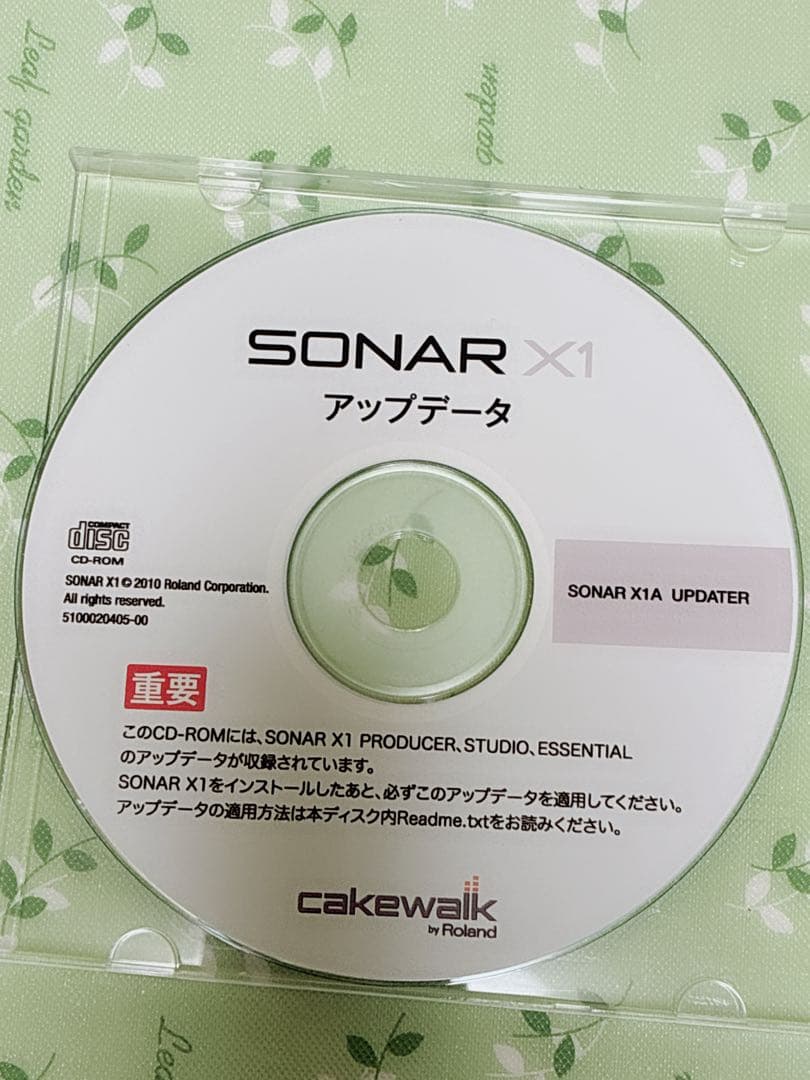 Leaf garden
garden
SONAR X1
アップデータ
COMPACT
disc
CD-ROM
SONAR X1 © 2010 Roland Corporation.
All rights reserved.
5100020405-00
SONAR X1A UPDATER
重要
このCD-ROMには、SONAR X1 PRODUCER、STUDIO、ESSENTIAL
のアップデータが収録されています。
SONAR X1をインストールしたあと、必ずこのアップデータを適用してください。
アップデータの適用方法は本ディスク内Readme.txtをお読みください。
cakewalk
by Roland
Leaf
garden